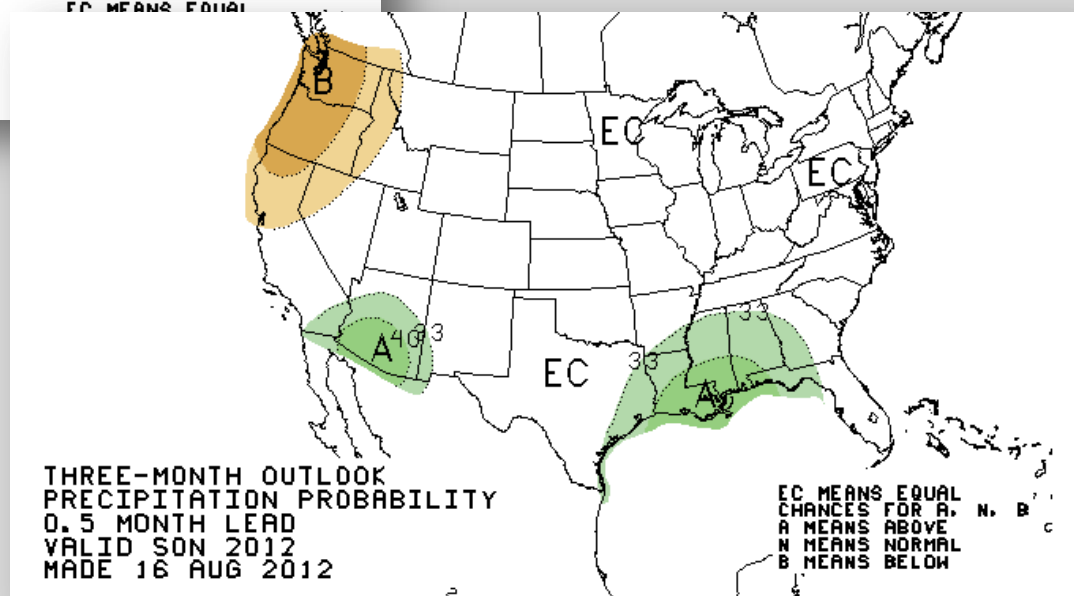 EC MEANS EQUAL
B
EC
EC
33
A
40
33
33
EC
A
THREE-MONTH OUTLOOK
PRECIPITATION PROBABILITY
0.5 MONTH LEAD
VALID SON 2012
MADE 16 AUG 2012
EC MEANS EQUAL
CHANCES FOR A, N, B
A MEANS ABOVE
N MEANS NORMAL
B MEANS BELOW